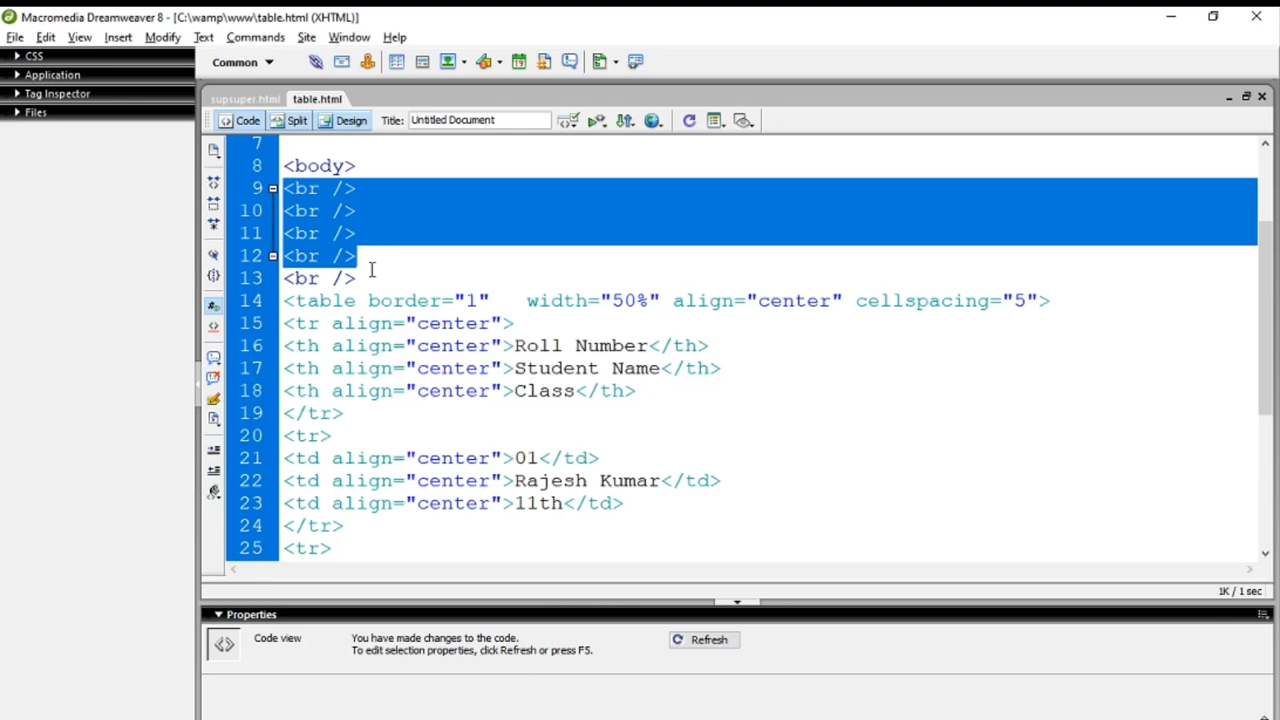 Macromedia Dreamweaver 8 - [C:\wamp\www\table.html (XHTML)]
File Edit View Insert Modify Text Commands Site Window Help
CSS
Application
Tag Inspector
Files
Common
supsuper.html table.html
Code Split Design Title: Untitled Document
7
8 <body>
9 <br />
10 <br />
11 <br />
12 <br />
13 <br />
14 <table border="1"   width="50%" align="center" cellspacing="5">
15 <tr align="center">
16 <th align="center">Roll Number</th>
17 <th align="center">Student Name</th>
18 <th align="center">Class</th>
19 </tr>
20 <tr>
21 <td align="center">01</td>
22 <td align="center">Rajesh Kumar</td>
23 <td align="center">11th</td>
24 </tr>
25 <tr>
1K / 1 sec
Properties
Code view
You have made changes to the code.
To edit selection properties, click Refresh or press F5.
Refresh